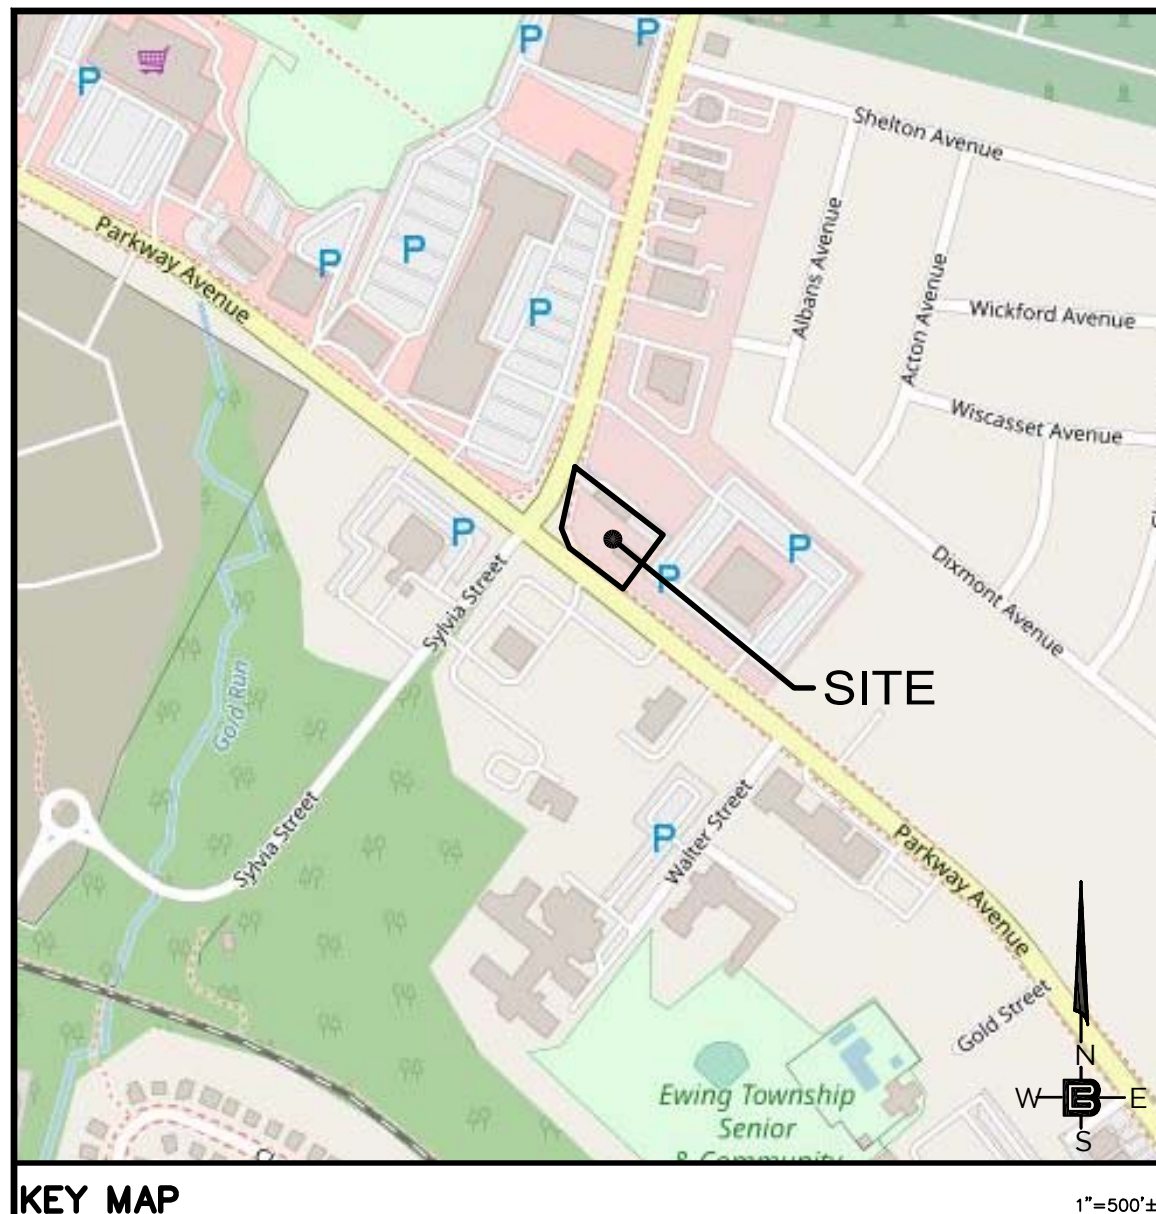 P
P
P
Shelton Avenue
Parkway Avenue
P
P
P
Albans Avenue
Acton Avenue
Wickford Avenue
Wiscasset Avenue
P
P
P
Dixmont Avenue
Sylvia Street
Gold Run
SITE
Sylvia Street
P
Walter Street
Parkway Avenue
Gold Street
N
W B E
S
Ewing Township
Senior
& Community
KEY MAP
1"=500'±